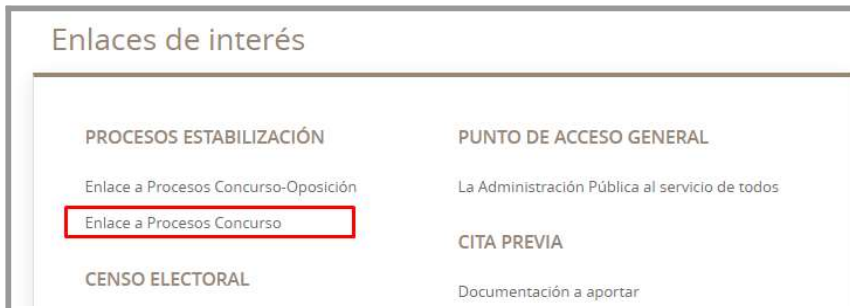 Enlaces de interés
PROCESOS ESTABILIZACIÓN
Enlace a Procesos Concurso-Oposición
Enlace a Procesos Concurso
CENSO ELECTORAL
PUNTO DE ACCESO GENERAL
La Administración Pública al servicio de todos
CITA PREVIA
Documentación a aportar